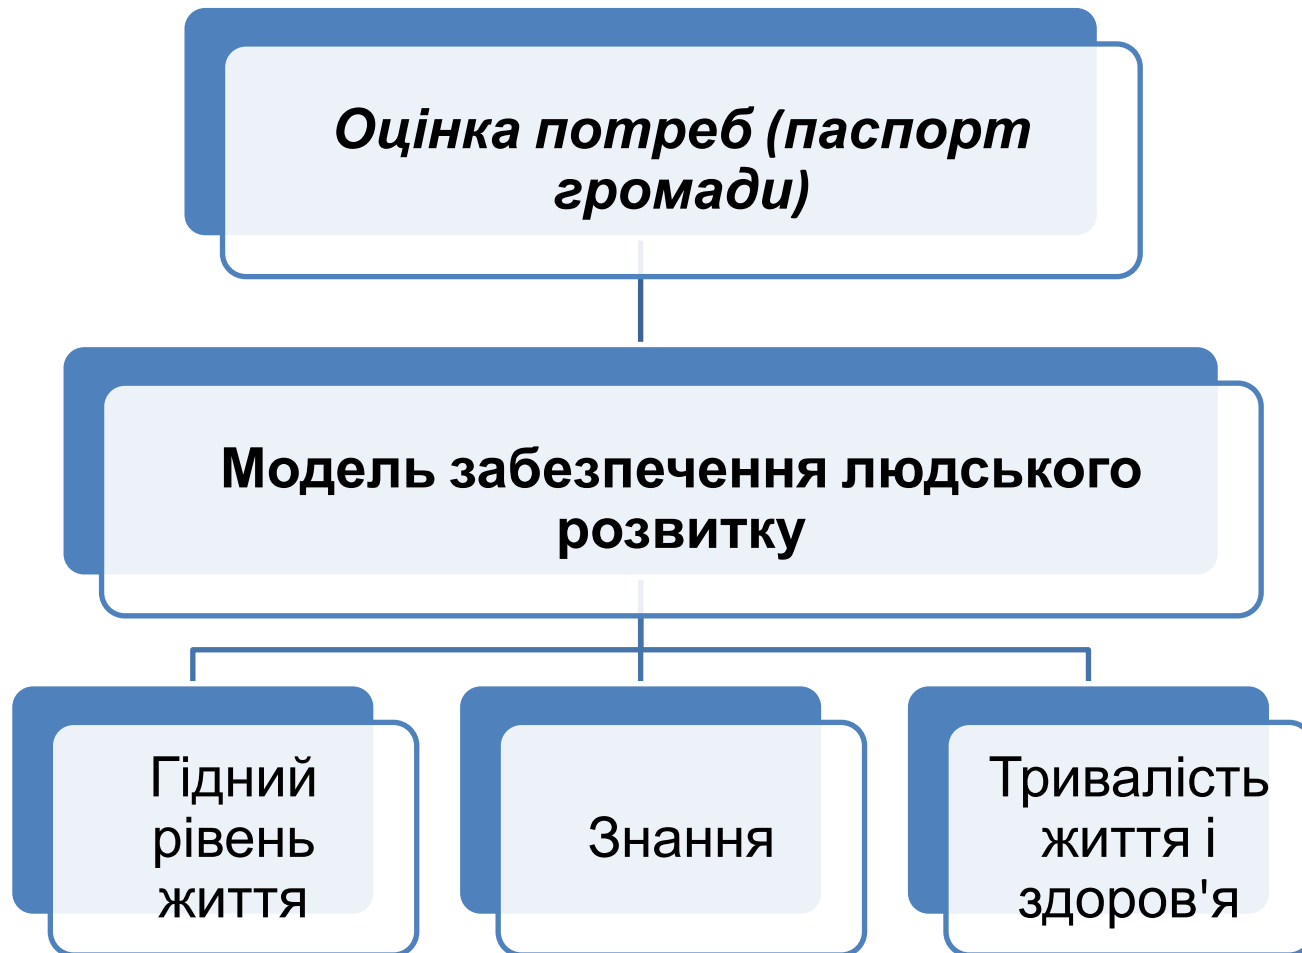 Оцінка потреб (паспорт
громади)
Модель забезпечення людського
розвитку
Гідний
рівень
життя
Знання
Тривалість
життя і
здоров'я